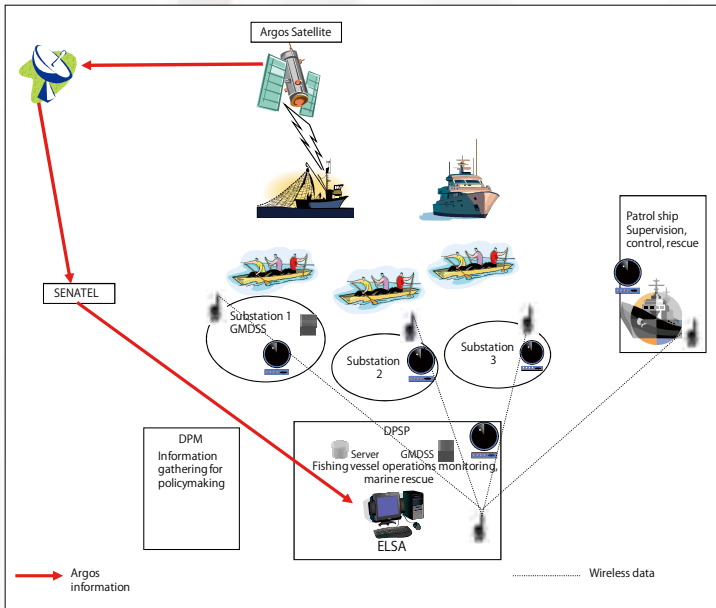 Argos Satellite
Patrol ship
Supervision,
control, rescue
SENATEL
Substation 1
GMDSS
Substation
2
Substation
3
DPM
Information
gathering for
policymaking
DPSP
Server GMDSS
Fishing vessel operations monitoring,
marine rescue
ELSA
Argos
information
Wireless data